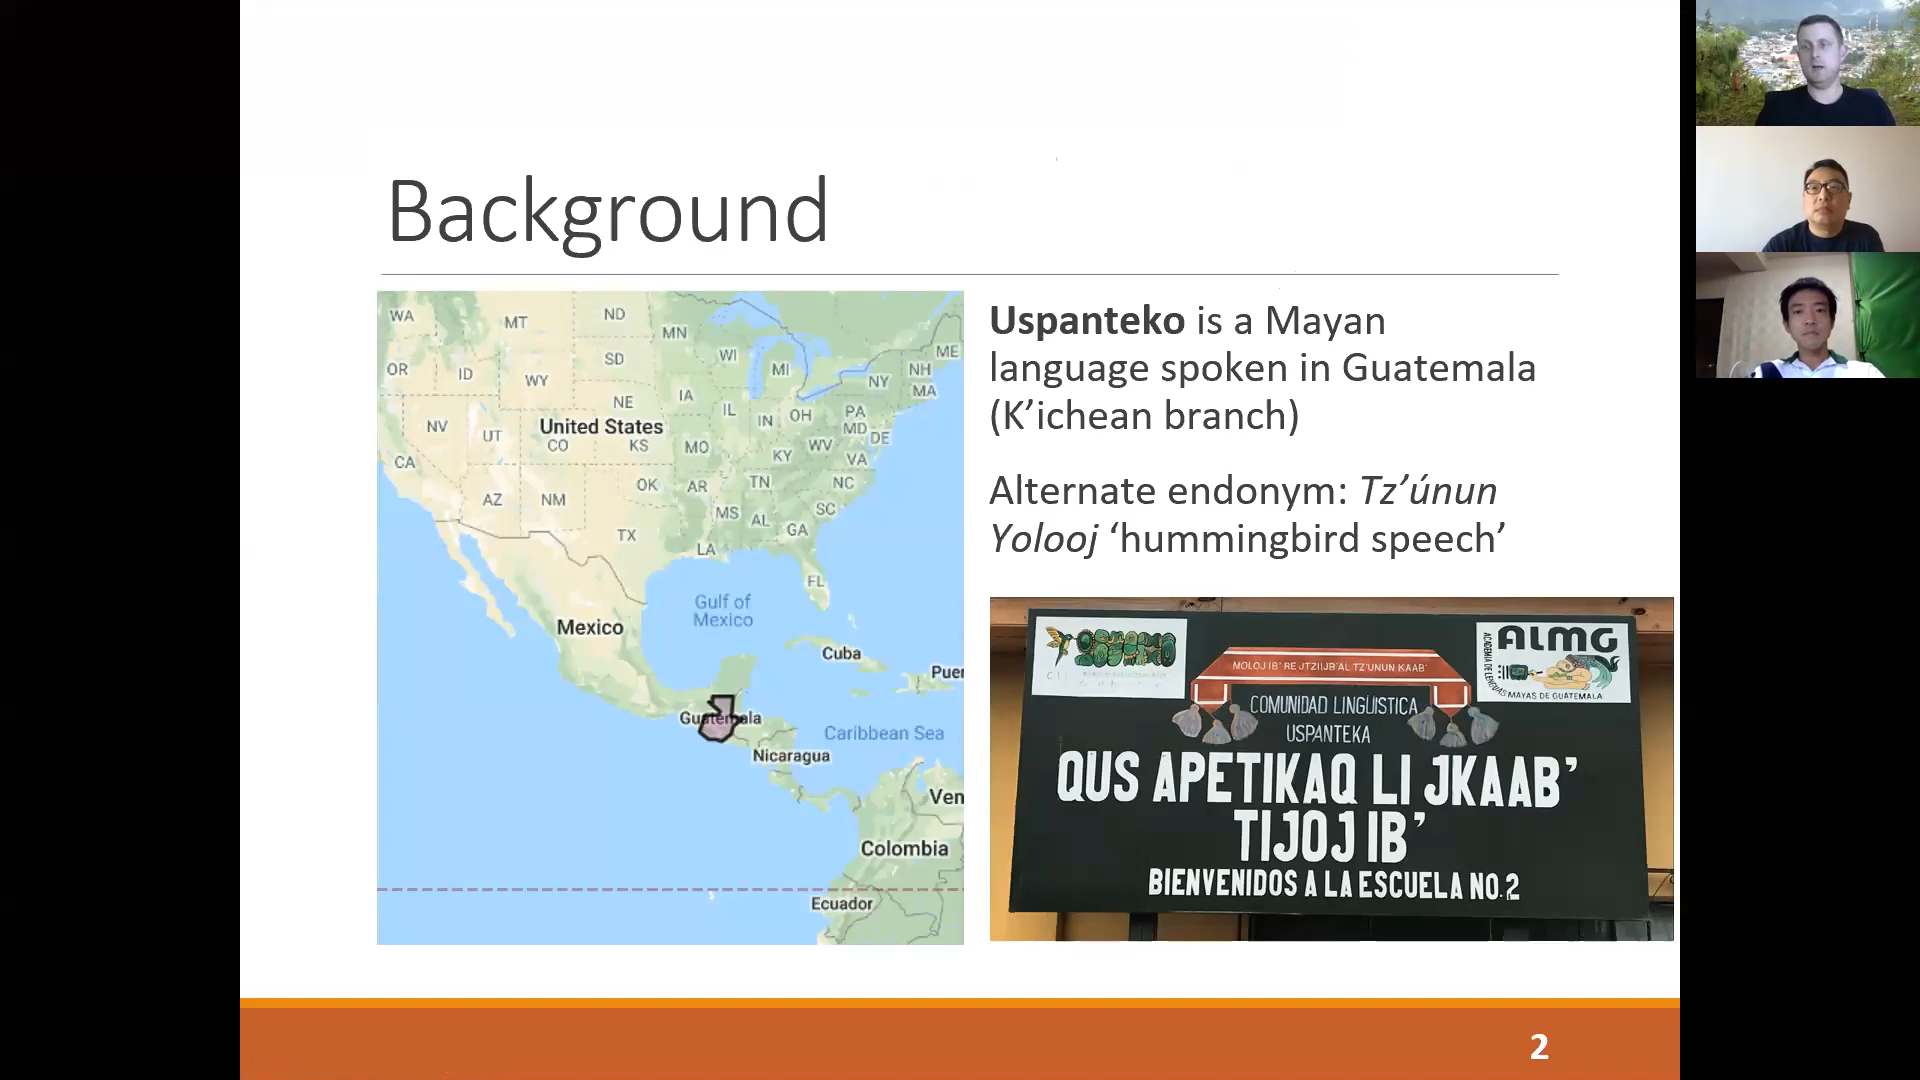 Background
WA
MT
ND
MN
OR
ID
WY
SD
WI
MI
ME
NH
NY
MA
NV
UT
NE
IA
IL
IN
OH
PA
MD
DE
United States
CO
KS
MO
WV
KY
VA
CA
AZ
NM
OK
AR
TN
NC
SC
MS
AL
GA
TX
LA
FL
Gulf of
Mexico
Mexico
Cuba
Puer
Guatemala
Caribbean Sea
Nicaragua
Ven
Colombia
Ecuador
Uspanteko is a Mayan
language spoken in Guatemala
(K’ichean branch)
Alternate endonym: Tz’únun
Yolooj ‘hummingbird speech’
ALMG
ACADEMIA DE LENGUAS MAYAS DE GUATEMALA
MOLOJ IB' RE JTZIIJB'AL TZ'UNUN KAAB'
COMUNIDAD LINGÜISTICA
USPANTEKA
QUS APETIKAQ LI JKAAB’
TIJOJ IB’
BIENVENIDOS A LA ESCUELA NO.2
2